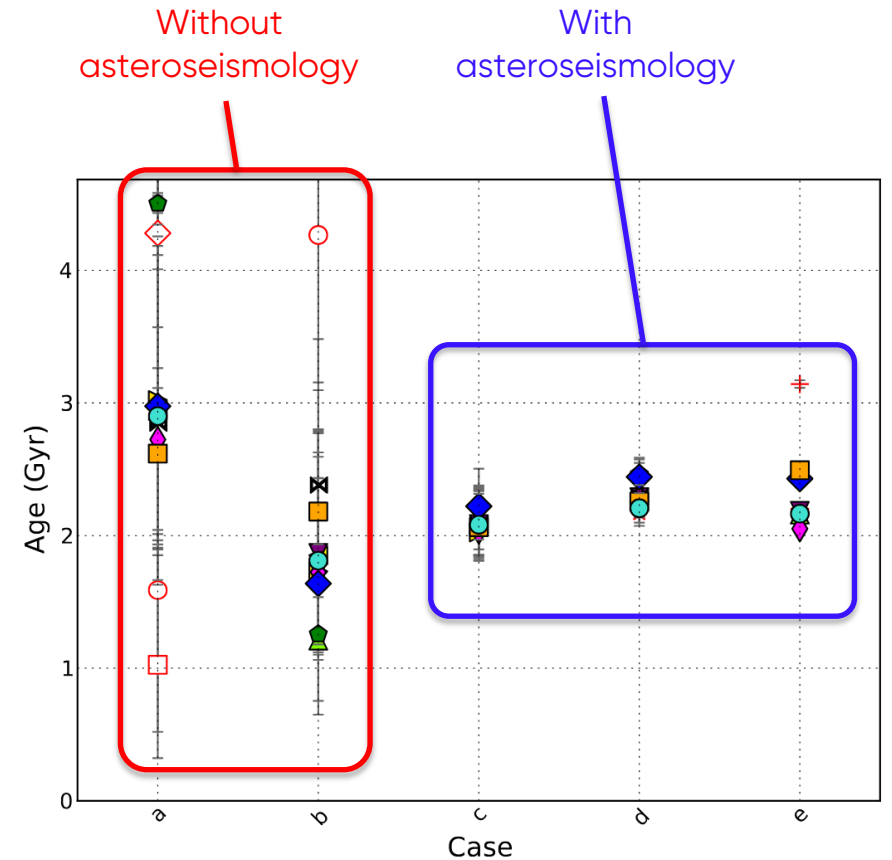 Without
asteroseismology
With
asteroseismology
4
3
2
1
0
Age (Gyr)
a
b
c
d
e
Case